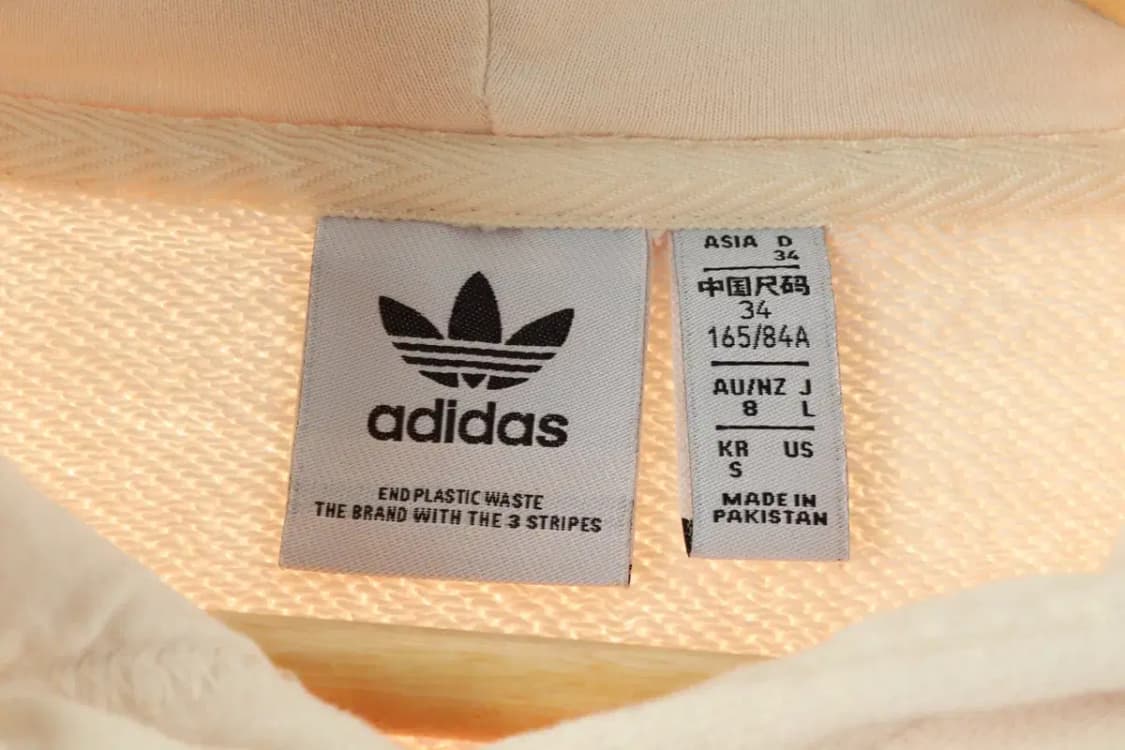 adidas
END PLASTIC WASTE
THE BRAND WITH THE 3 STRIPES
ASIA D
34
中国尺码
34
165/84A
AU/NZ J
8 L
KR US
S
MADE IN
PAKISTAN